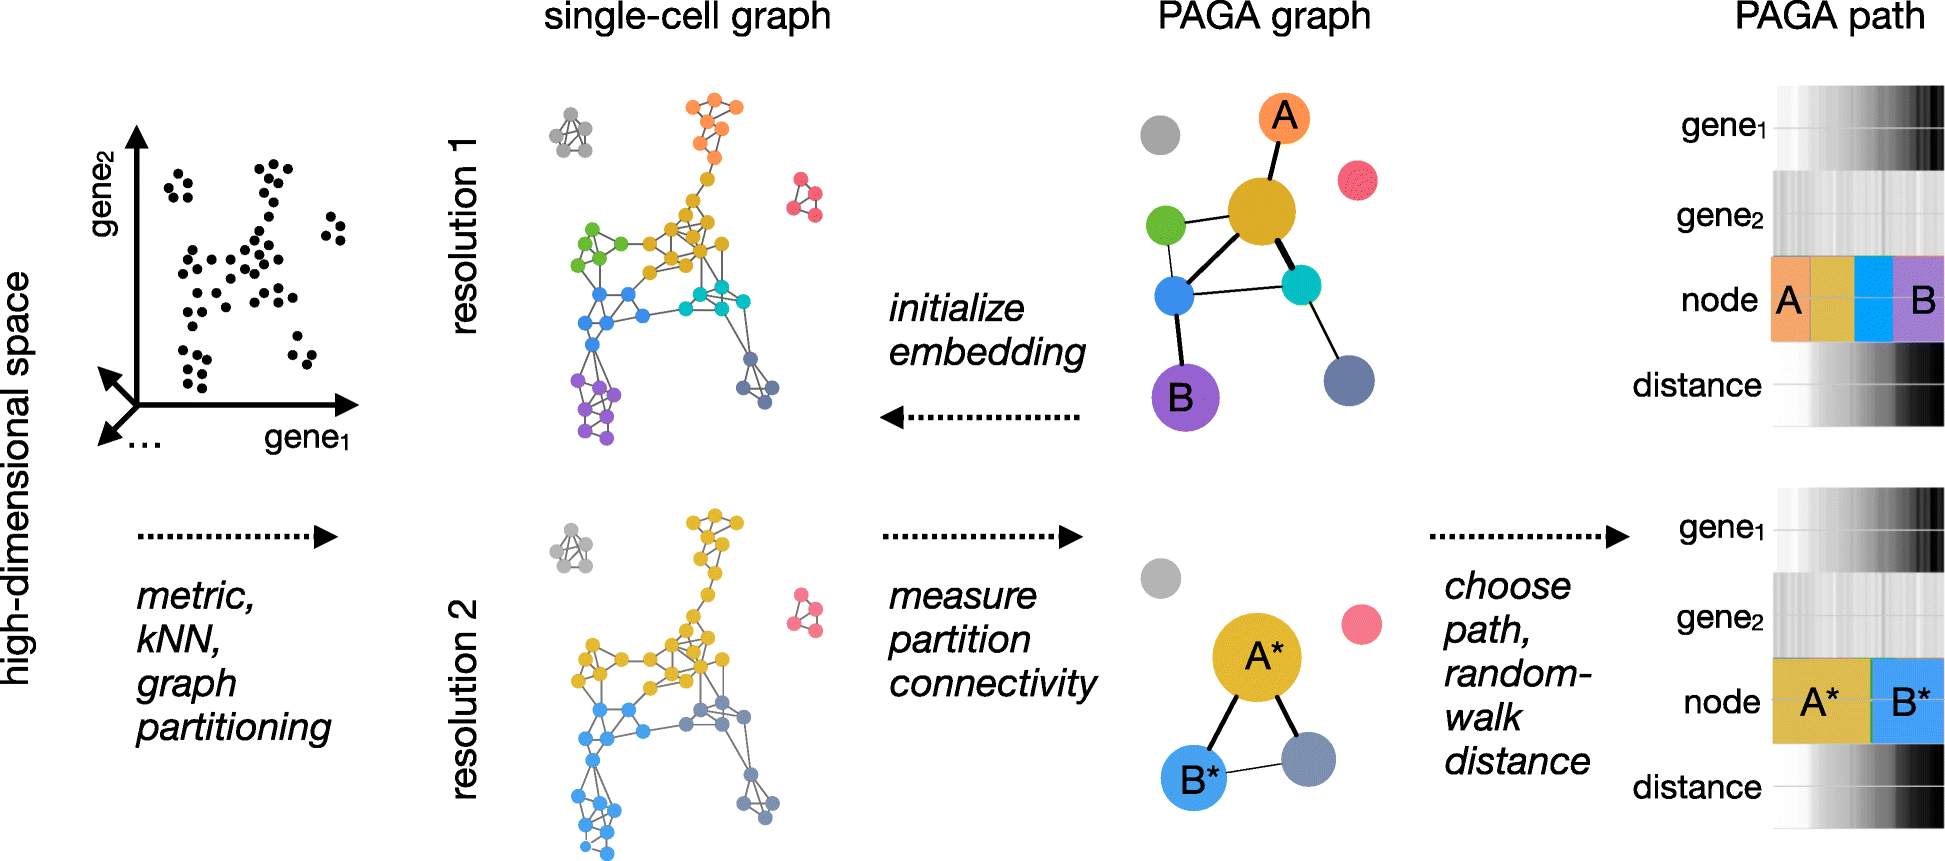 single-cell graph
PAGA graph
PAGA path
high-dimensional space
gene2
gene1
...
metric,
kNN,
graph
partitioning
resolution 1
resolution 2
initialize
embedding
measure
partition
connectivity
A
B
A*
B*
choose
path,
random-
walk
distance
gene1
gene2
node
A B
distance
gene1
gene2
node
A* B*
distance